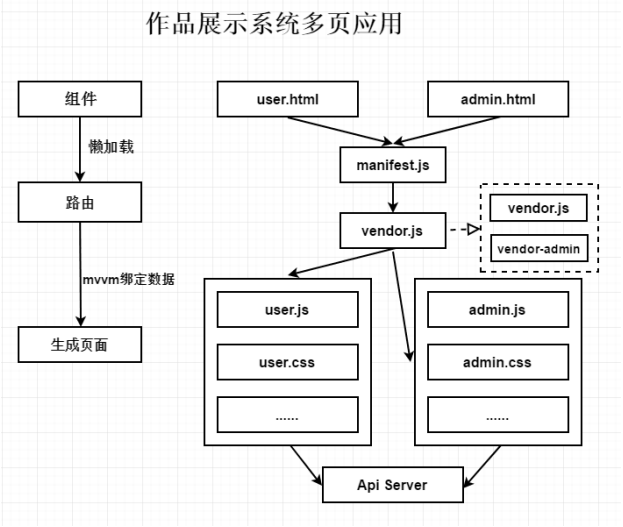 作品展示系统多页应用
组件
懒加载
路由
mvvm绑定数据
生成页面
user.html
admin.html
manifest.js
vendor.js
vendor.js
vendor-admin
user.js
user.css
......
admin.js
admin.css
......
Api Server